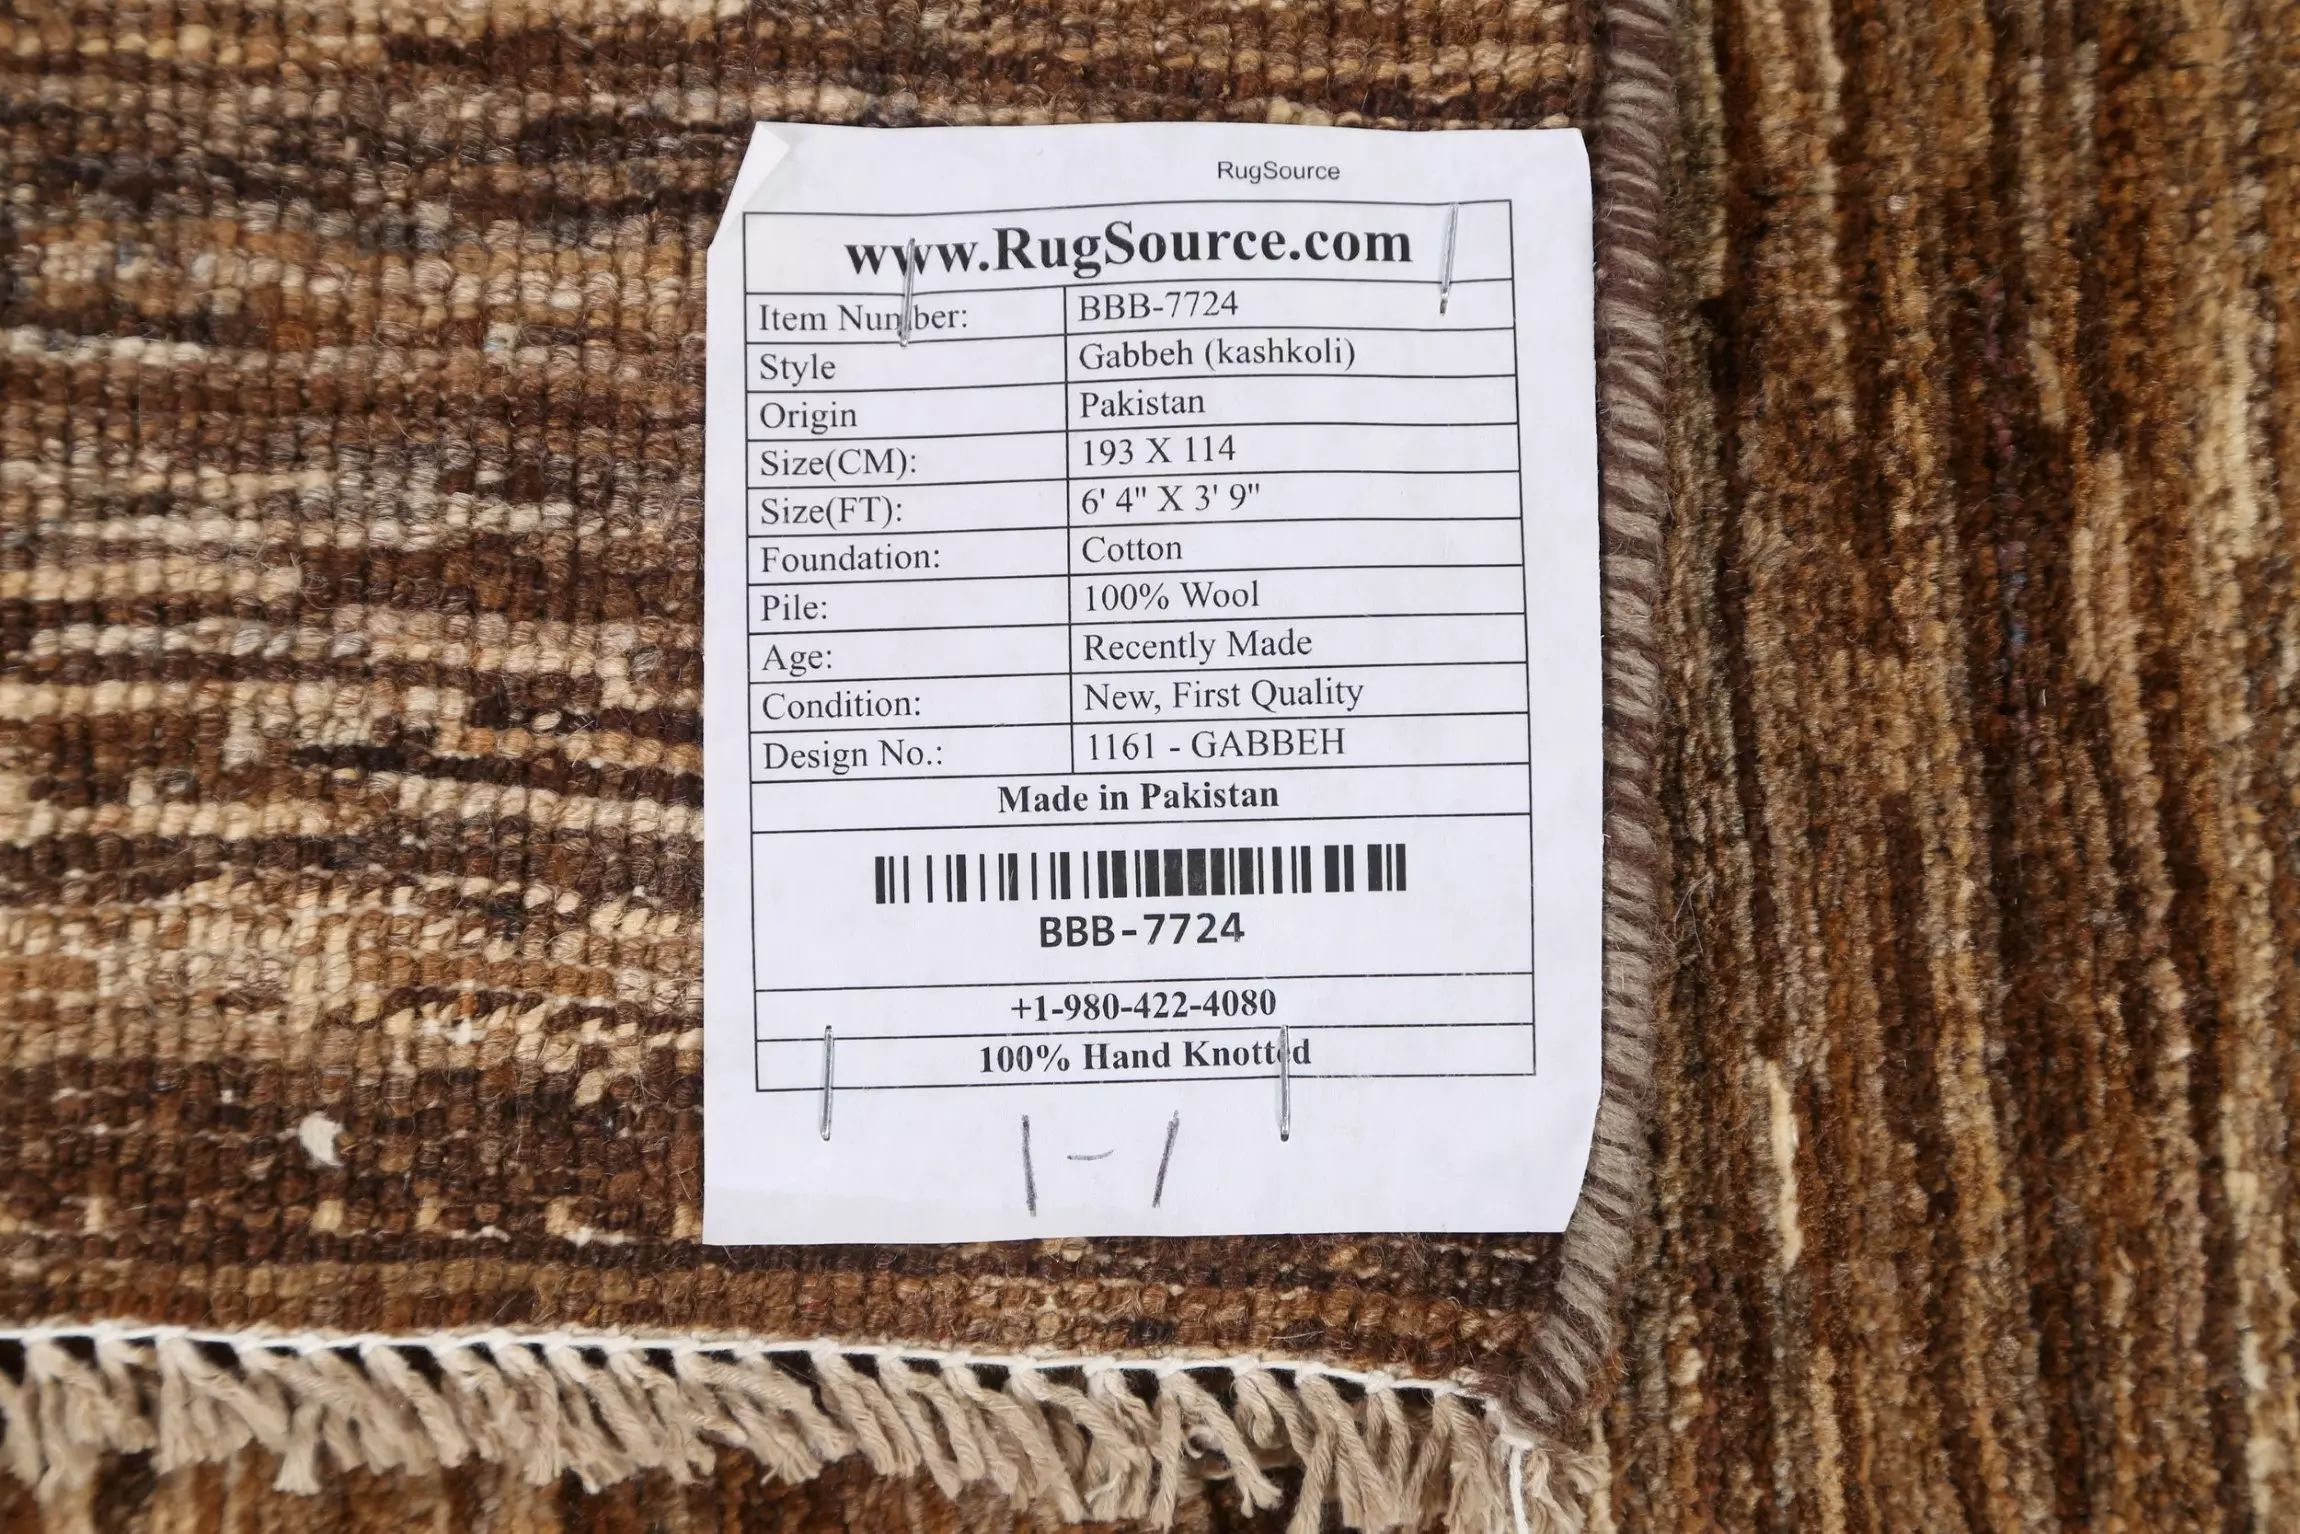 RugSource
www.RugSource.com
Item Number: BBB-7724
Style Gabbeh (kashkoli)
Origin Pakistan
Size(CM): 193 X 114
Size(FT): 6' 4" X 3' 9"
Foundation: Cotton
Pile: 100% Wool
Age: Recently Made
Condition: New, First Quality
Design No.: 1161 - GABBEH
Made in Pakistan
BBB-7724
+1-980-422-4080
100% Hand Knotted
1-1